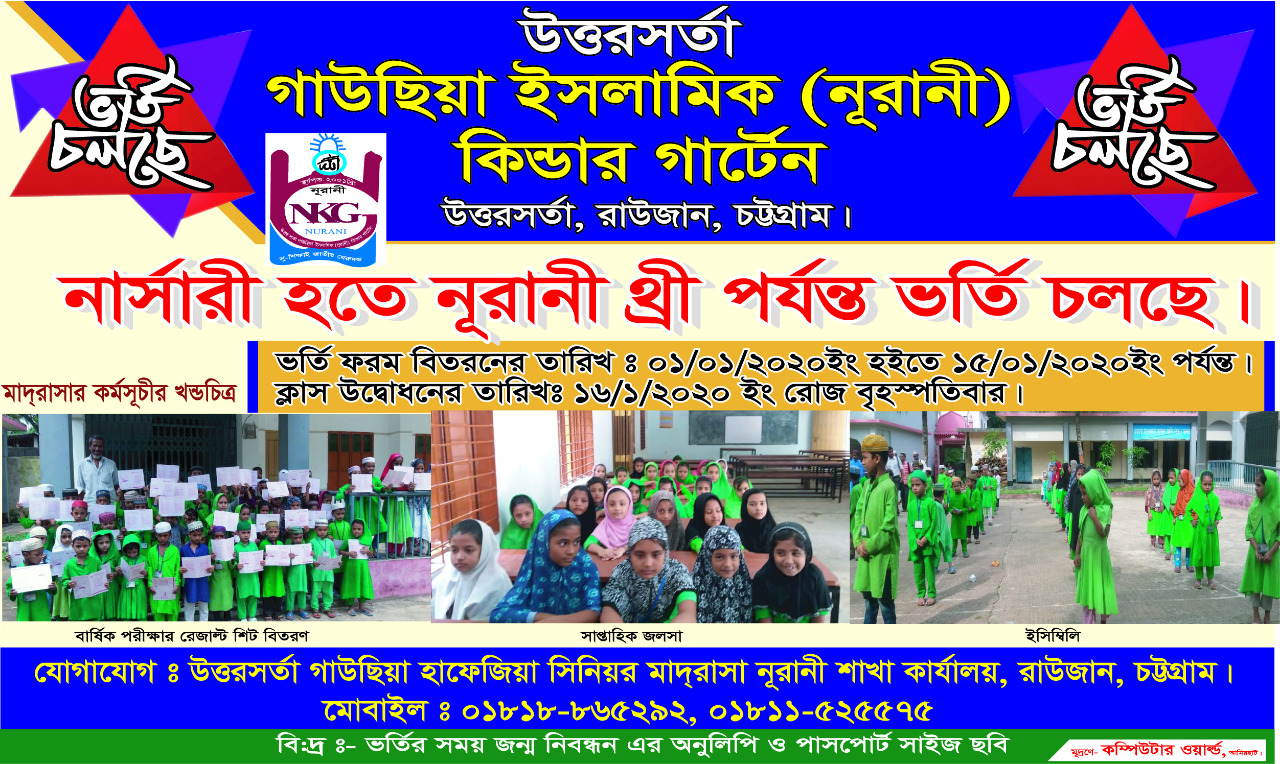 উত্তরসর্তা
গাউছিয়া ইসলামিক (নূরানী)
কিন্ডার গার্টেন
উত্তরসর্তা, রাউজান, চট্টগ্রাম।
ভর্তি
চলছে
ভর্তি
চলছে
নূরানী
NKG
NURANI
সু-শিক্ষাই জাতীর মেরুদন্ড
নার্সারী হতে নূরানী থ্রী পর্যন্ত ভর্তি চলছে।
ভর্তি ফরম বিতরনের তারিখ ঃ ০১/০১/২০২০ইং হইতে ১৫/০১/২০২০ইং পর্যন্ত।
ক্লাস উদ্বোধনের তারিখঃ ১৬/১/২০২০ ইং রোজ বৃহস্পতিবার।
মাদ্‌রাসার কর্মসূচীর খন্ডচিত্র
বার্ষিক পরীক্ষার রেজাল্ট শিট বিতরণ
সাপ্তাহিক জলসা
ইসিম্বিলি
যোগাযোগ ঃ উত্তরসর্তা গাউছিয়া হাফেজিয়া সিনিয়র মাদ্‌রাসা নূরানী শাখা কার্যালয়, রাউজান, চট্টগ্রাম।
মোবাইল ঃ ০১৮১৮-৮৬৫২৯২, ০১৮১১-৫২৫৫৭৫
বি:দ্র ঃ- ভর্তির সময় জন্ম নিবন্ধন এর অনুলিপি ও পাসপোর্ট সাইজ ছবি
মুদ্রণে- কম্পিউটার ওয়ার্ল্ড,